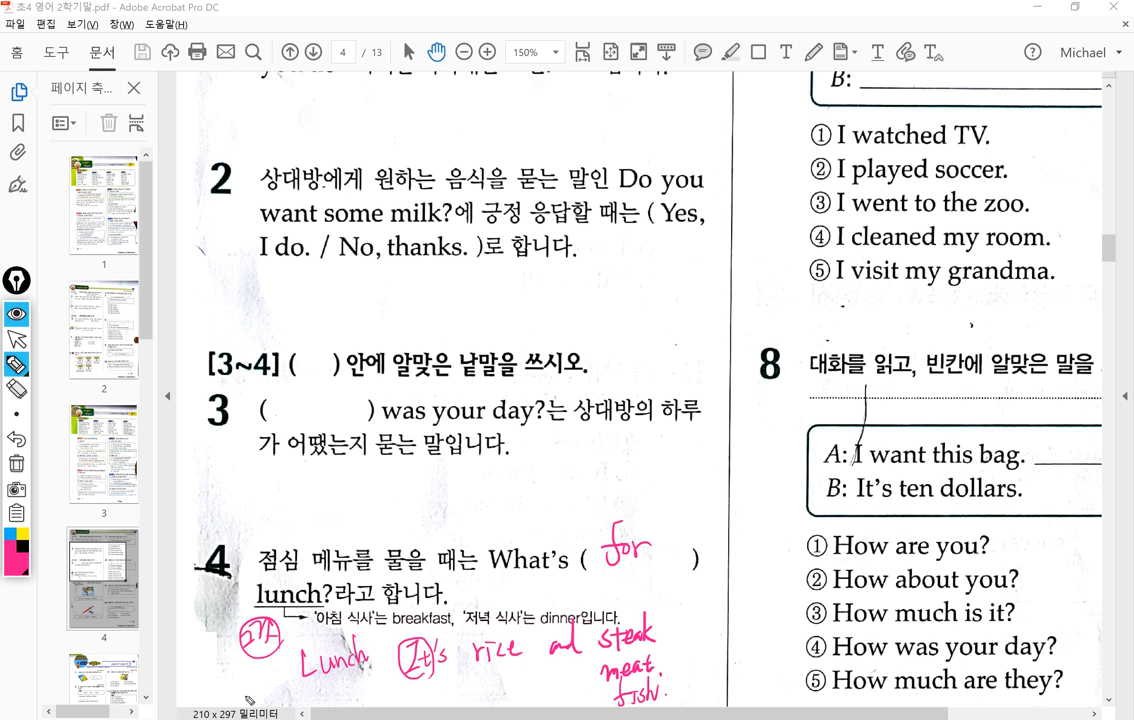 초4 영어 2학기말.pdf - Adobe Acrobat Pro DC
파일 편집 보기(V) 창(W) 도움말(H)
홈 도구 문서 4 / 13 150% Michael
페이지 축...
1
2
3
4
2 상대방에게 원하는 음식을 묻는 말인 Do you
want some milk?에 긍정 응답할 때는 ( Yes,
I do. / No, thanks. )로 합니다.
[3~4] ( ) 안에 알맞은 낱말을 쓰시오.
3 ( ) was your day?는 상대방의 하루
가 어땠는지 묻는 말입니다.
4 점심 메뉴를 물을 때는 What's ( for )
lunch?라고 합니다.
'아침 식사'는 breakfast, '저녁 식사'는 dinner입니다.
Lunch It's rice and steak
meat.
fish.
B:
① I watched TV.
② I played soccer.
③ I went to the zoo.
④ I cleaned my room.
⑤ I visit my grandma.
8 대화를 읽고, 빈칸에 알맞은 말을
A: I want this bag.
B: It's ten dollars.
① How are you?
② How about you?
③ How much is it?
④ How was your day?
⑤ How much are they?
210 x 297 밀리미터